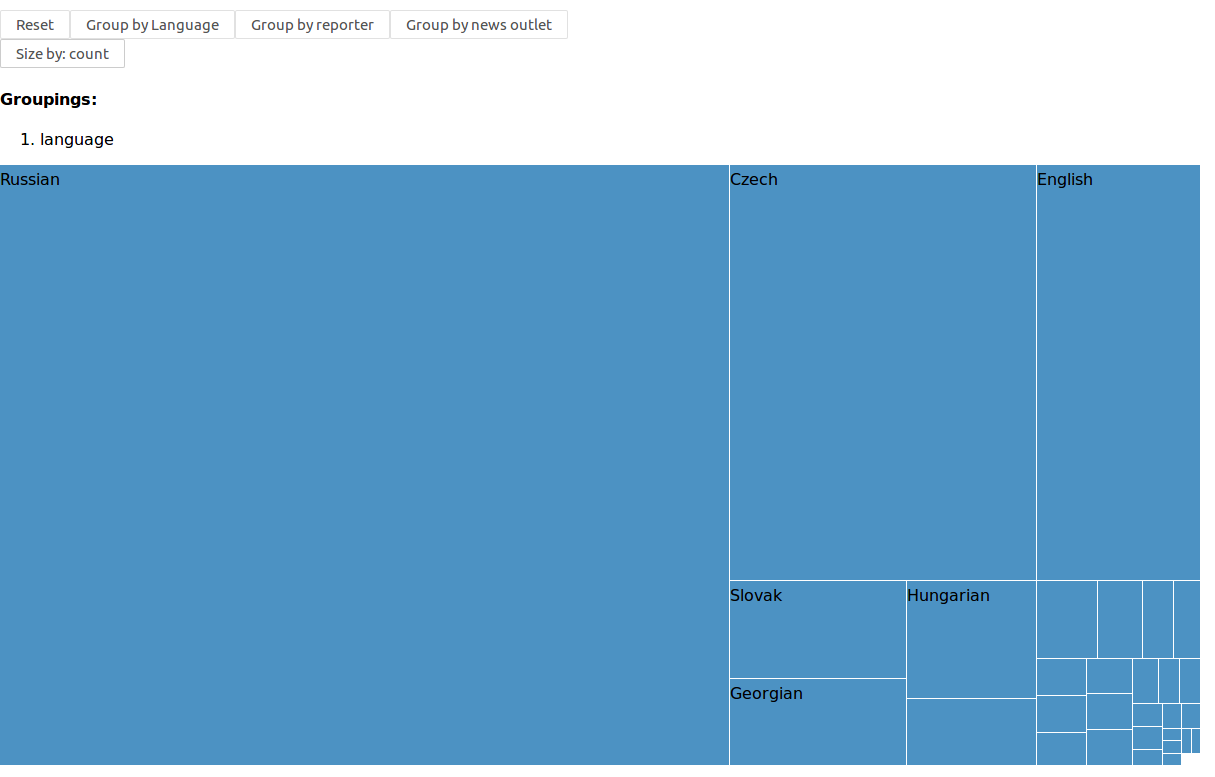 Reset Group by Language Group by reporter Group by news outlet
Size by: count
Groupings:
1. language
Russian Czech English
Slovak Hungarian
Georgian